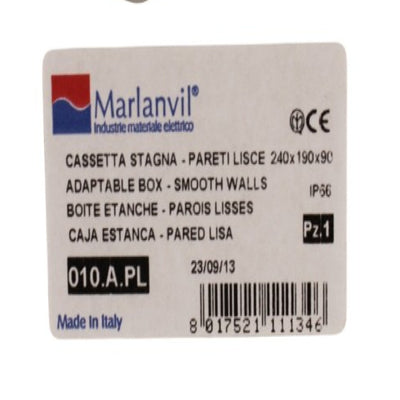 Marlanvil®
Industrie materiale elettrico
CE
CASSETTA STAGNA - PARETI LISCE 240x190x90
ADAPTABLE BOX - SMOOTH WALLS
IP66
BOITE ETANCHE - PAROIS LISSES
CAJA ESTANCA - PARED LISA
Pz.1
010.A.PL
23/09/13
Made in Italy
8 017521 111346